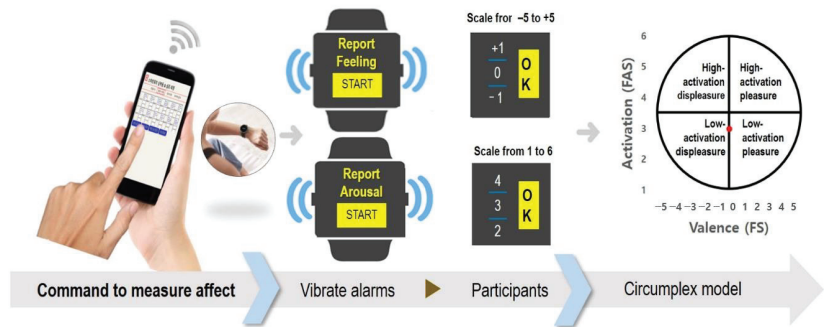 Report
Feeling
START
Report
Arousal
START
Scale fror –5 to +5
+1
0
–1
O
K
Scale from 1 to 6
4
3
2
O
K
Activation (FAS)
6
5
4
3
2
1
High-
activation
displeasure
High-
activation
pleasure
Low-
activation
displeasure
Low-
activation
pleasure
–5–4–3–2–1 0 1 2 3 4 5
Valence (FS)
Command to measure affect
Vibrate alarms
Participants
Circumplex model